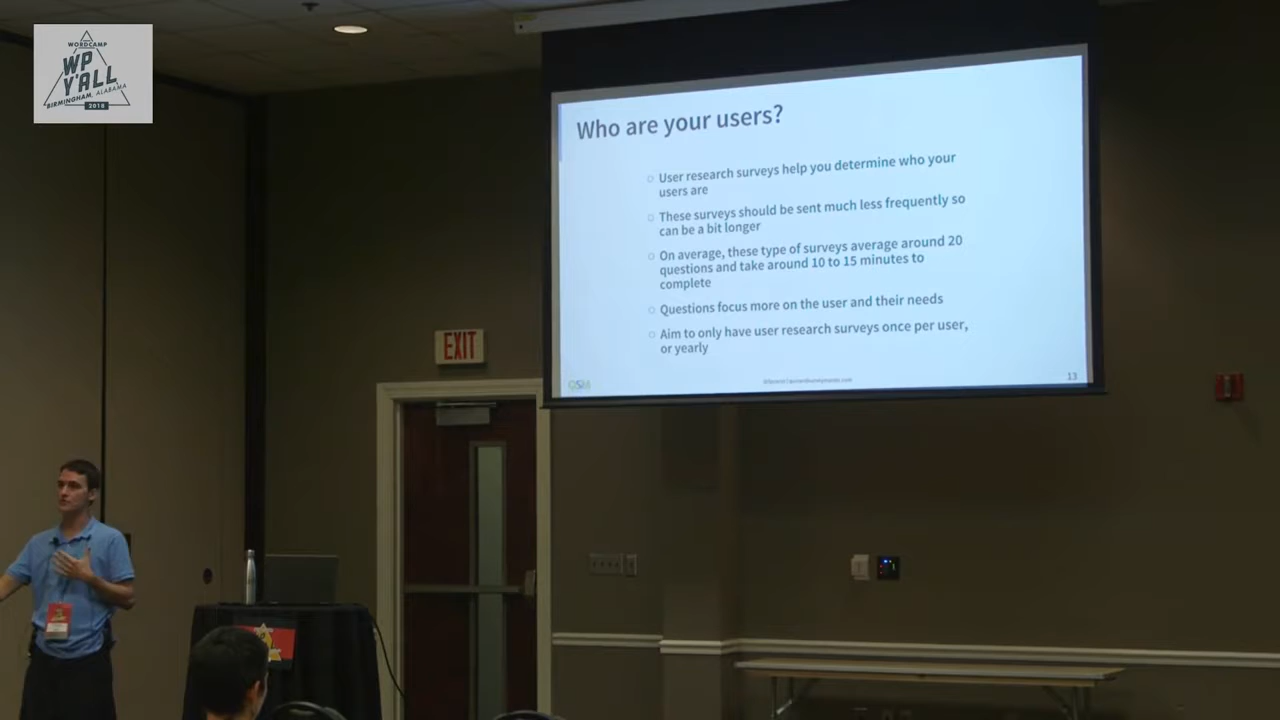 WORDCAMP
WP
Y'ALL
BIRMINGHAM, ALABAMA
2018
Who are your users?
User research surveys help you determine who your
users are
These surveys should be sent much less frequently so
can be a bit longer
On average, these type of surveys average around 20
questions and take around 10 to 15 minutes to
complete
Questions focus more on the user and their needs
Aim to only have user research surveys once per user,
or yearly
QSM
13
EXIT